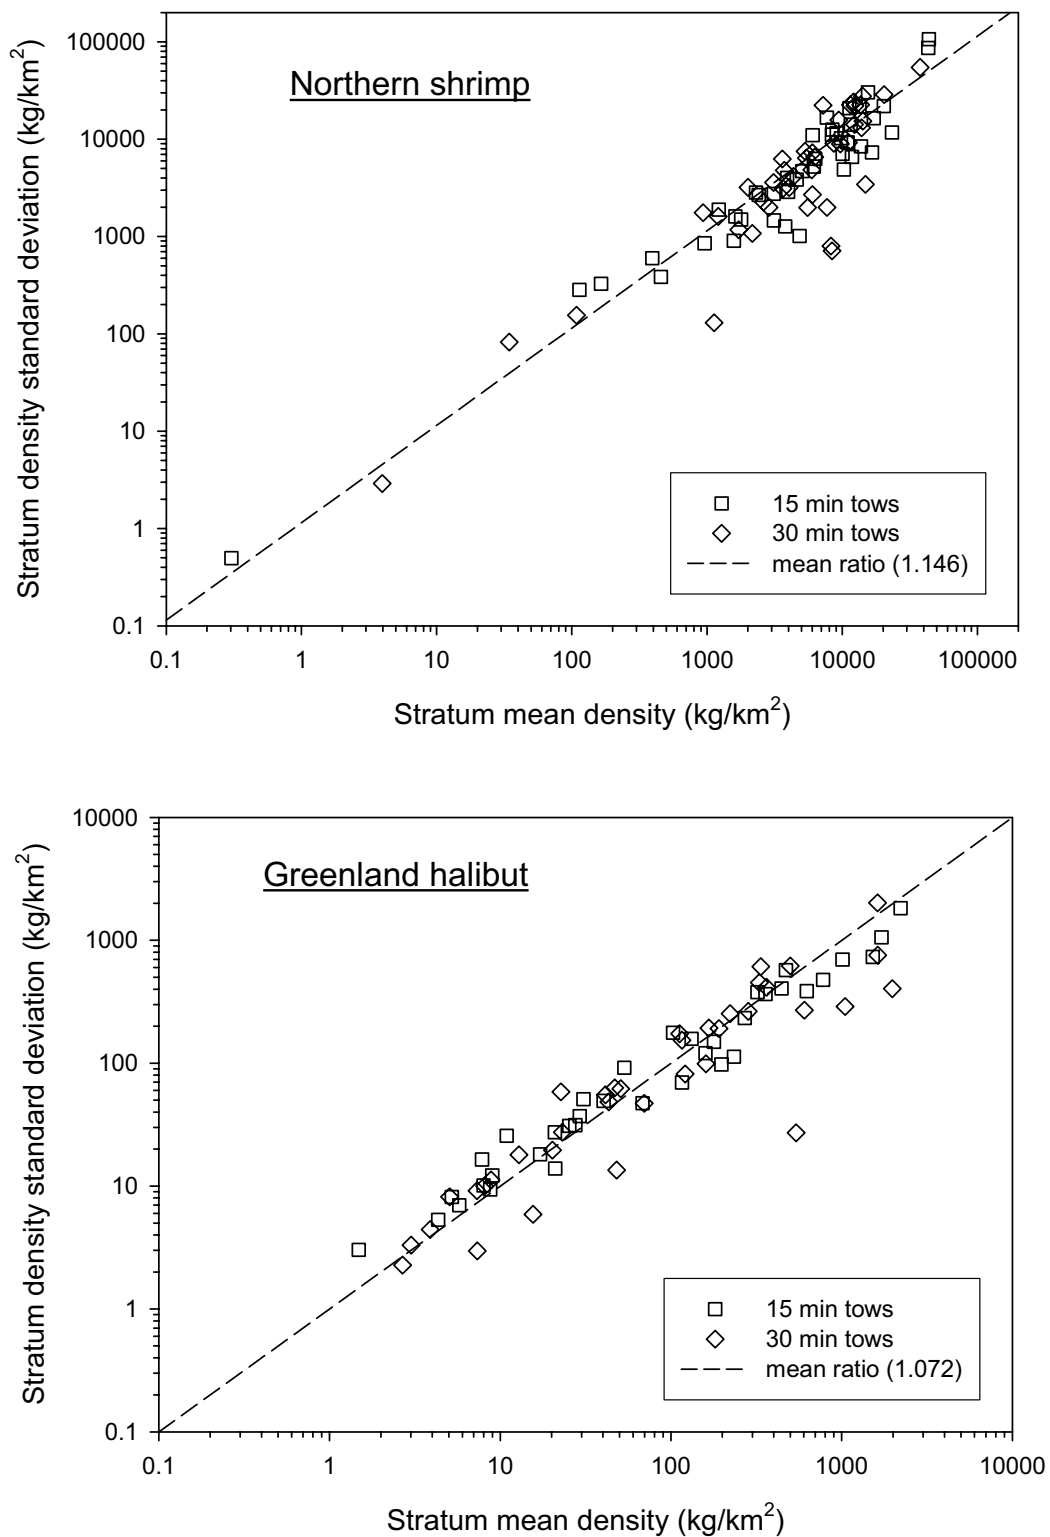 Northern shrimp
Stratum density standard deviation (kg/km²)
100000
10000
1000
100
10
1
0.1
15 min tows
30 min tows
mean ratio (1.146)
0.1 1 10 100 1000 10000 100000
Stratum mean density (kg/km²)
Greenland halibut
Stratum density standard deviation (kg/km²)
10000
1000
100
10
1
0.1
15 min tows
30 min tows
mean ratio (1.072)
0.1 1 10 100 1000 10000
Stratum mean density (kg/km²)